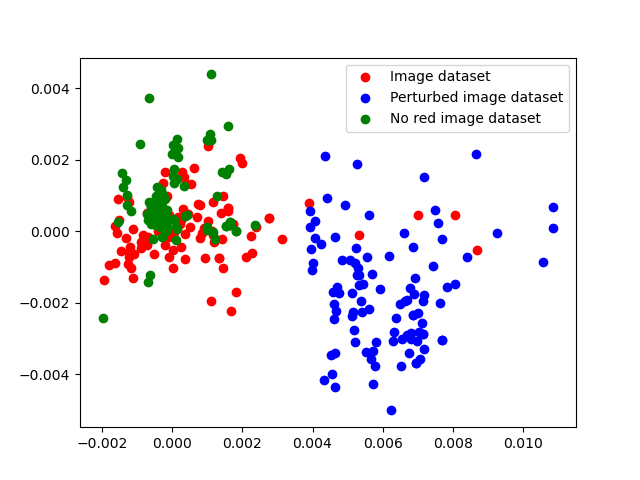 Image dataset
Perturbed image dataset
No red image dataset
0.004
0.002
0.000
−0.002
−0.004
−0.002 0.000 0.002 0.004 0.006 0.008 0.010